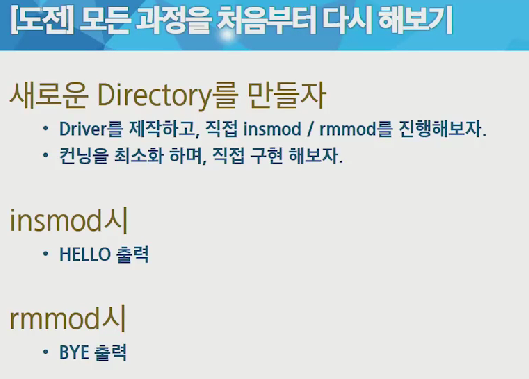 [도전] 모든 과정을 처음부터 다시 해보기
새로운 Directory를 만들자
• Driver를 제작하고, 직접 insmod / rmmod를 진행해보자.
• 컨닝을 최소화 하며, 직접 구현 해보자.
insmod시
• HELLO 출력
rmmod시
• BYE 출력